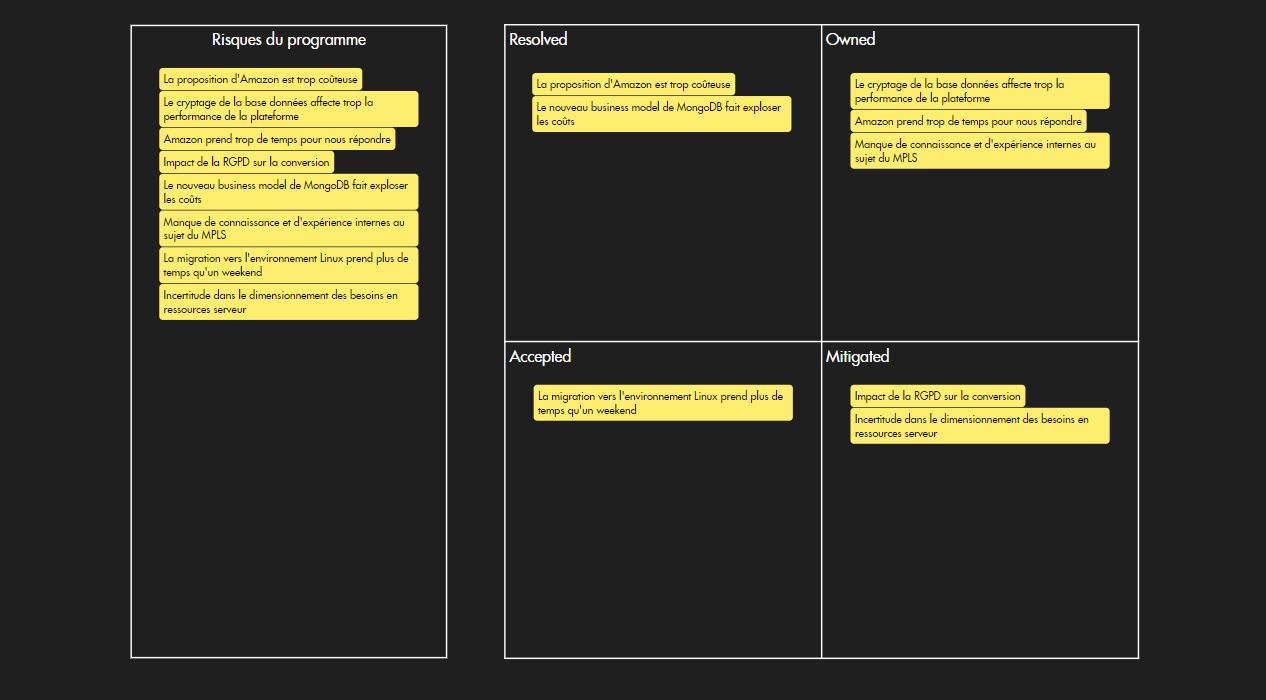 Risques du programme
La proposition d'Amazon est trop coûteuse
Le cryptage de la base données affecte trop la
performance de la plateforme
Amazon prend trop de temps pour nous répondre
Impact de la RGPD sur la conversion
Le nouveau business model de MongoDB fait exploser
les coûts
Manque de connaissance et d'expérience internes au
sujet du MPLS
La migration vers l'environnement Linux prend plus de
temps qu'un weekend
Incertitude dans le dimensionnement des besoins en
ressources serveur
Resolved
La proposition d'Amazon est trop coûteuse
Le nouveau business model de MongoDB fait exploser
les coûts
Owned
Le cryptage de la base données affecte trop la
performance de la plateforme
Amazon prend trop de temps pour nous répondre
Manque de connaissance et d'expérience internes au
sujet du MPLS
Accepted
La migration vers l'environnement Linux prend plus de
temps qu'un weekend
Mitigated
Impact de la RGPD sur la conversion
Incertitude dans le dimensionnement des besoins en
ressources serveur